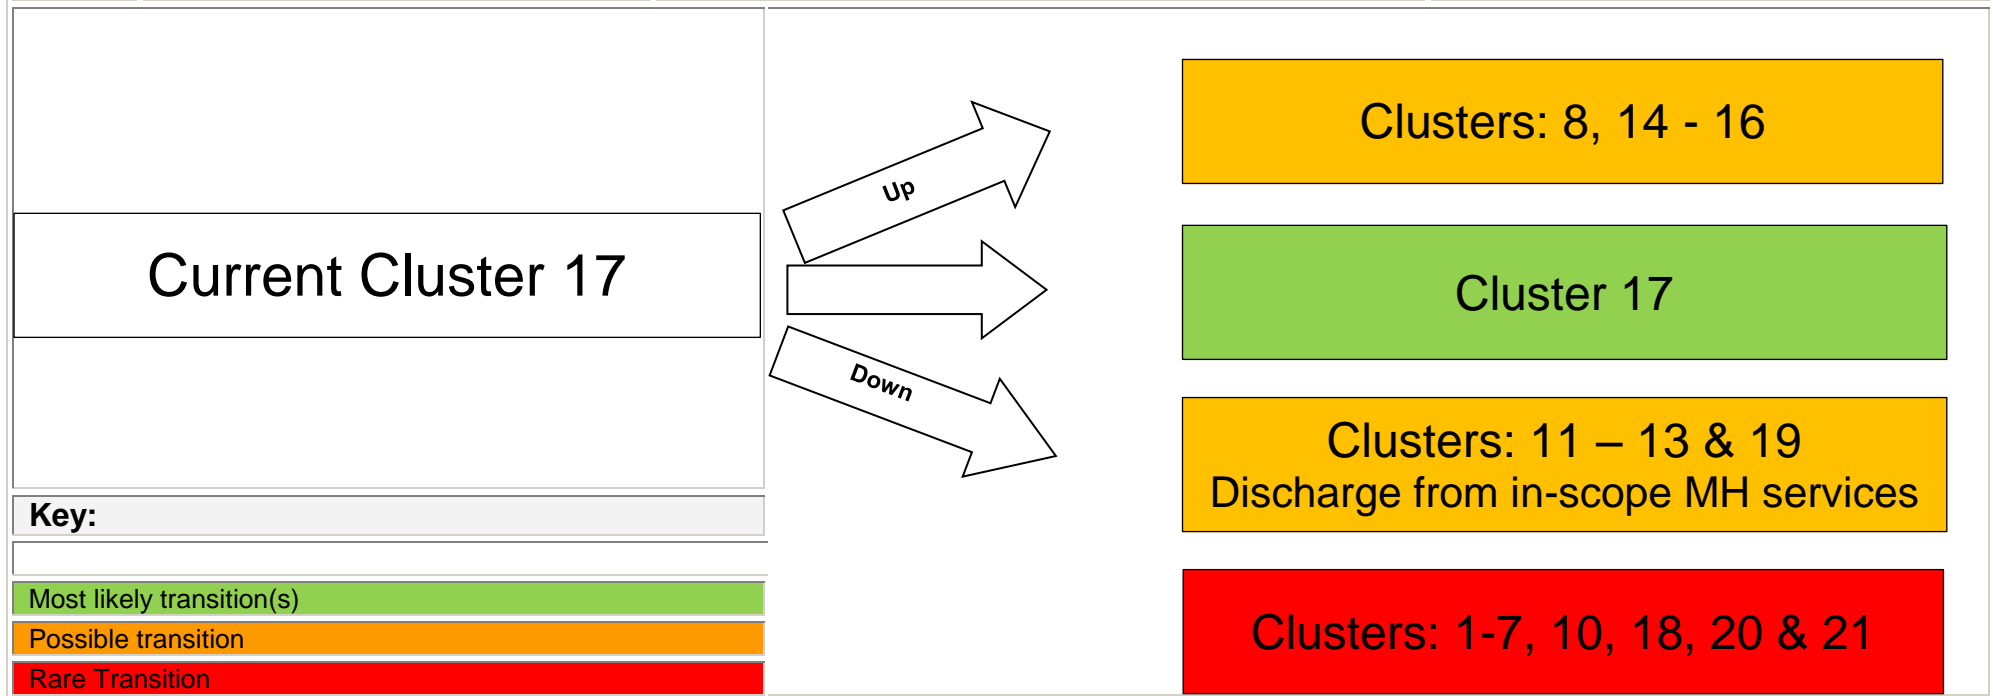 Current Cluster 17
Up
Down
Clusters: 8, 14 - 16
Cluster 17
Clusters: 11 – 13 & 19
Discharge from in-scope MH services
Clusters: 1-7, 10, 18, 20 & 21
Key:
Most likely transition(s)
Possible transition
Rare Transition